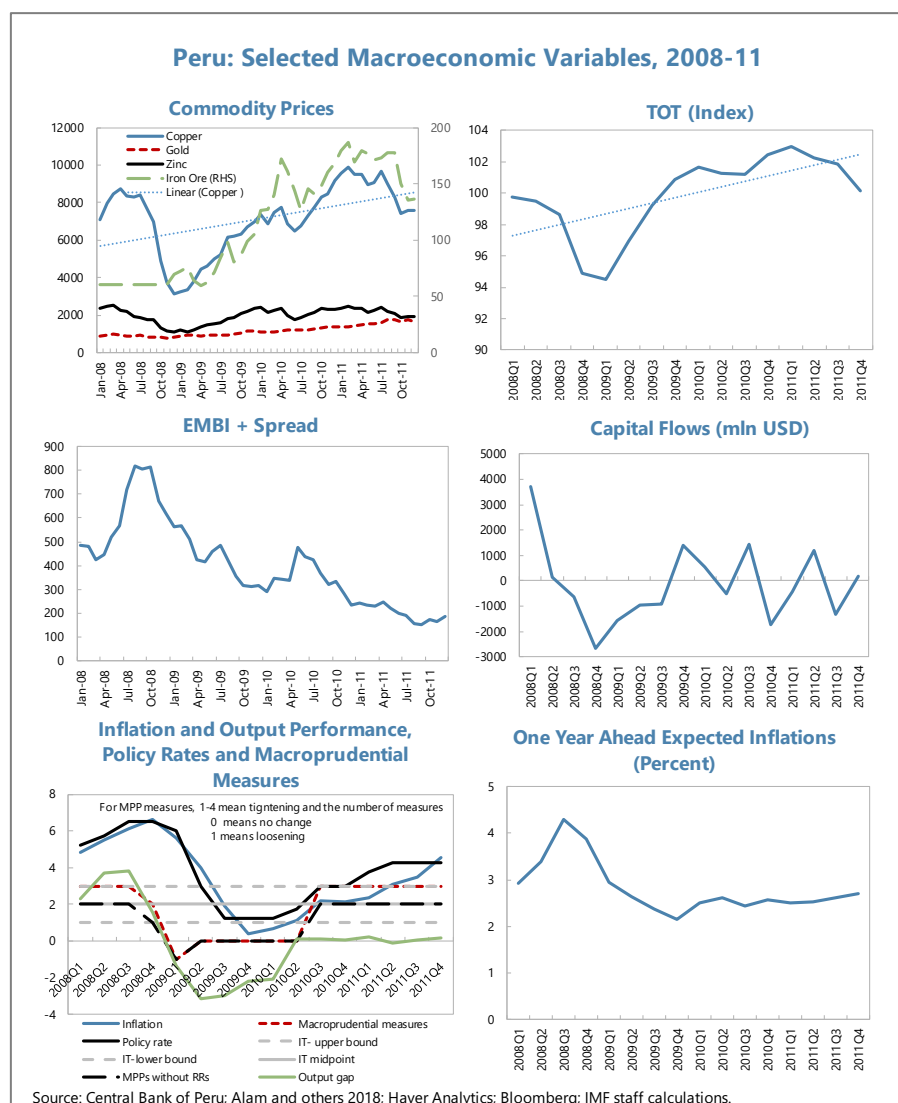 Peru: Selected Macroeconomic Variables, 2008-11
Commodity Prices
12000
10000
8000
6000
4000
2000
0
200
150
100
50
0
Copper
Gold
Zinc
Iron Ore (RHS)
Linear (Copper )
Jan-08
Apr-08
Jul-08
Oct-08
Jan-09
Apr-09
Jul-09
Oct-09
Jan-10
Apr-10
Jul-10
Oct-10
Jan-11
Apr-11
Jul-11
Oct-11
TOT (Index)
104
102
100
98
96
94
92
90
2008Q1
2008Q2
2008Q3
2008Q4
2009Q1
2009Q2
2009Q3
2009Q4
2010Q1
2010Q2
2010Q3
2010Q4
2011Q1
2011Q2
2011Q3
2011Q4
EMBI + Spread
900
800
700
600
500
400
300
200
100
0
Jan-08
Apr-08
Jul-08
Oct-08
Jan-09
Apr-09
Jul-09
Oct-09
Jan-10
Apr-10
Jul-10
Oct-10
Jan-11
Apr-11
Jul-11
Oct-11
Capital Flows (mln USD)
5000
4000
3000
2000
1000
0
-1000
-2000
-3000
2008Q1
2008Q2
2008Q3
2008Q4
2009Q1
2009Q2
2009Q3
2009Q4
2010Q1
2010Q2
2010Q3
2010Q4
2011Q1
2011Q2
2011Q3
2011Q4
Inflation and Output Performance,
Policy Rates and Macroprudential
Measures
8
6
4
2
0
-2
-4
For MPP measures, 1-4 mean tightening and the number of measures
0 means no change
1 means loosening
2008Q1
2008Q2
2008Q3
2008Q4
2009Q1
2009Q2
2009Q3
2009Q4
2010Q1
2010Q2
2010Q3
2010Q4
2011Q1
2011Q2
2011Q3
2011Q4
Inflation
Macroprudential measures
Policy rate
IT- upper bound
IT-lower bound
IT midpoint
MPPs without RRs
Output gap
One Year Ahead Expected Inflations
(Percent)
5
4
3
2
1
0
2008Q1
2008Q2
2008Q3
2008Q4
2009Q1
2009Q2
2009Q3
2009Q4
2010Q1
2010Q2
2010Q3
2010Q4
2011Q1
2011Q2
2011Q3
2011Q4
Source: Central Bank of Peru; Alam and others 2018; Haver Analytics; Bloomberg; IMF staff calculations.